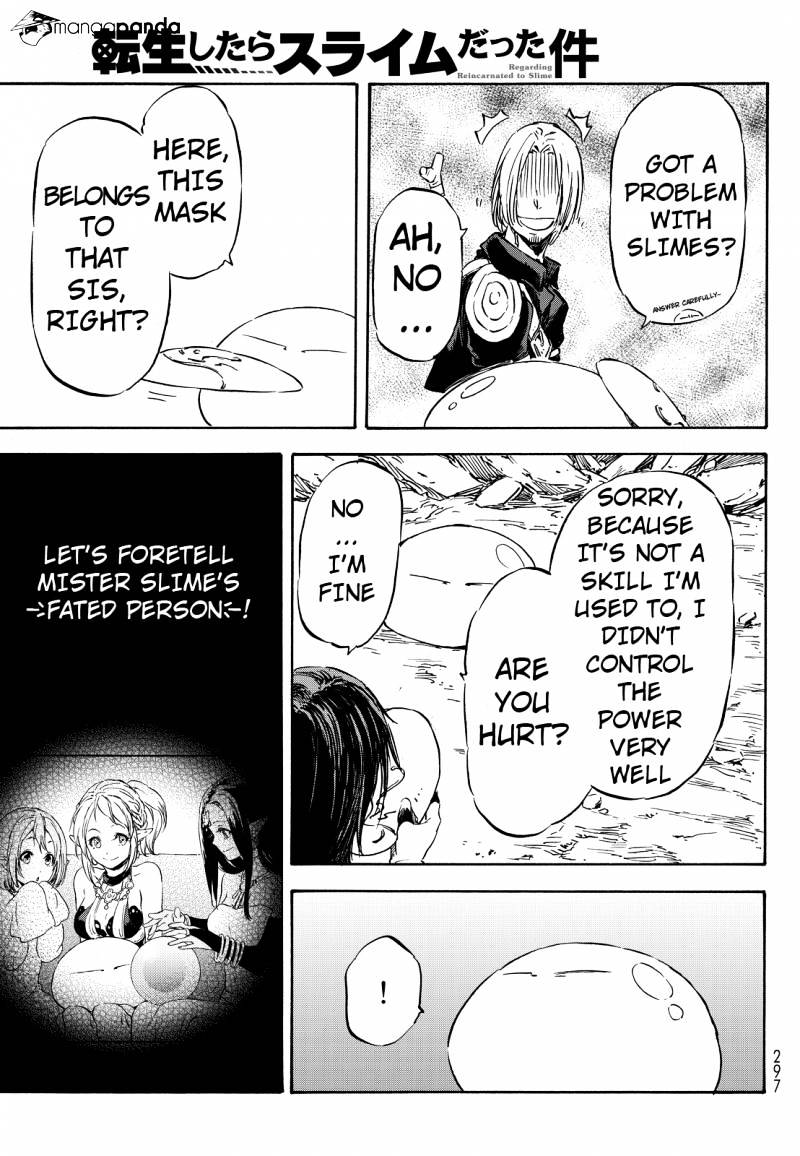 mangapanda
転生したらスライムだった件
Regarding
Reincarnated to Slime
GOT A
PROBLEM
WITH
SLIMES?
ANSWER CAREFULLY~
AH,
NO
...
HERE,
THIS
MASK
BELONGS
TO
THAT
SIS,
RIGHT?
SORRY,
BECAUSE
IT'S NOT A
SKILL I'M
USED TO, I
DIDN'T
CONTROL
THE
POWER
VERY
WELL
ARE
YOU
HURT?
NO
...
I'M
FINE
!
LET'S FORETELL
MISTER SLIME'S
FATED PERSON!
297